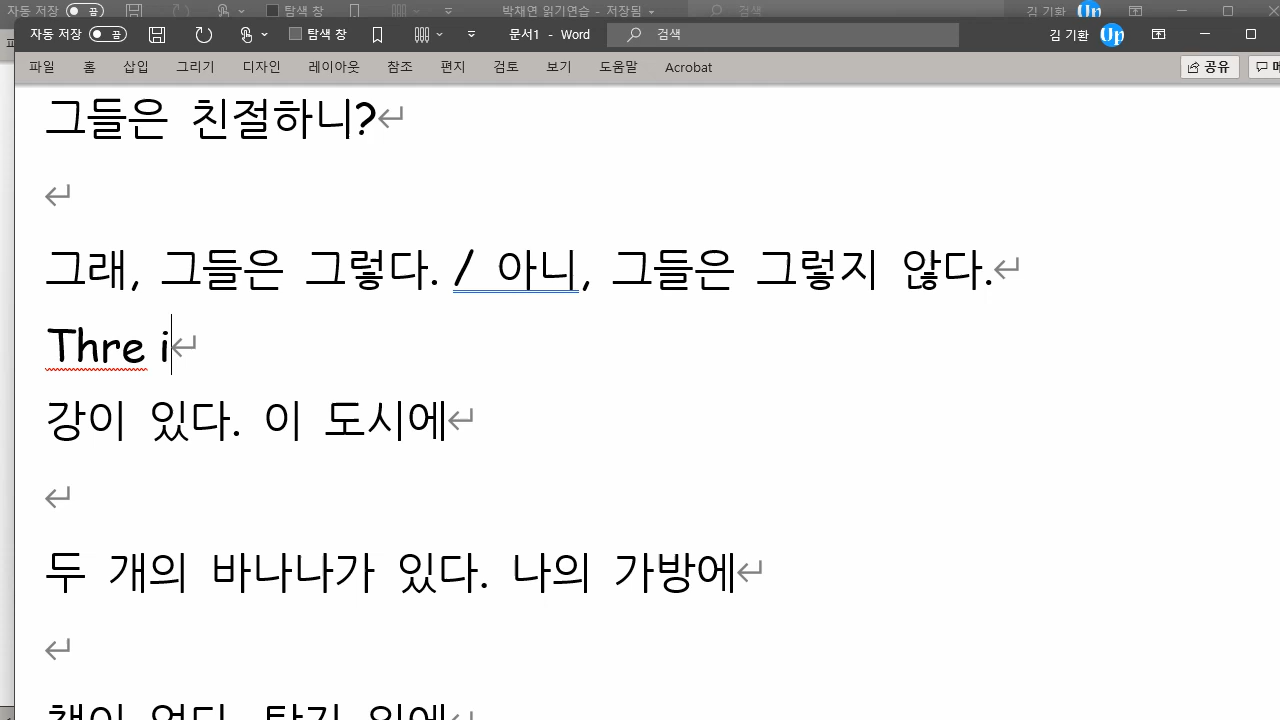 자동 저장 끔 탐색 창 박재연 읽기연습 - 저장됨 검색 김 기환 Up
자동 저장 끔 탐색 창 문서1 - Word 검색 김 기환 Up
파일 홈 삽입 그리기 디자인 레이아웃 참조 편지 검토 보기 도움말 Acrobat 공유
그들은 친절하니?
그래, 그들은 그렇다. / 아니, 그들은 그렇지 않다.
Thre i
강이 있다. 이 도시에
두 개의 바나나가 있다. 나의 가방에